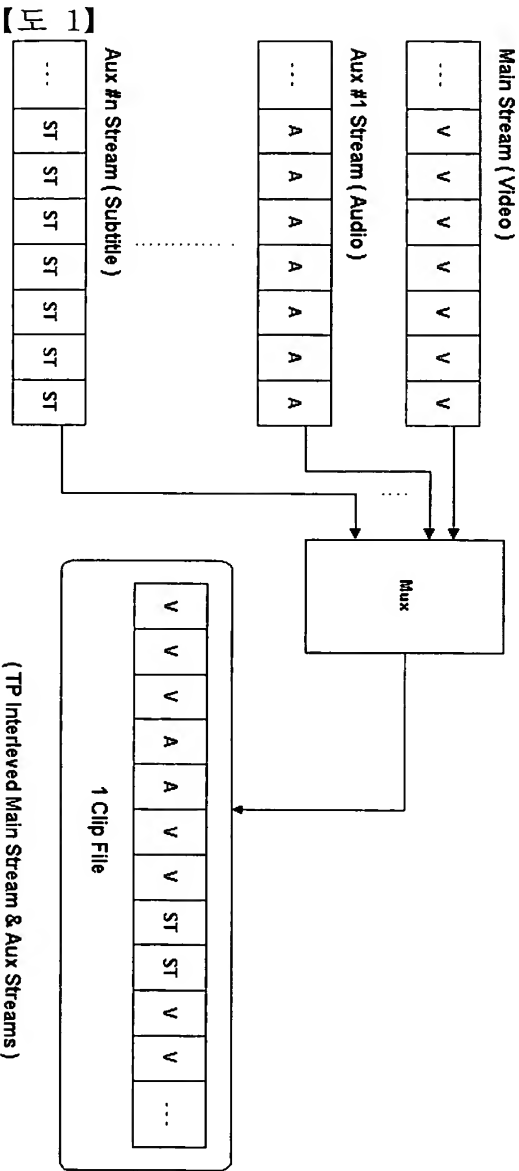 【도 1】
Main Stream ( Video )
... V V V V V V V
Aux #1 Stream ( Audio )
... A A A A A A A
..............
Aux #n Stream ( Subtitle )
... ST ST ST ST ST ST ST
....
Mux
V V V A A V V ST ST V V ...
1 Clip File
( TP Interleved Main Stream & Aux Streams )